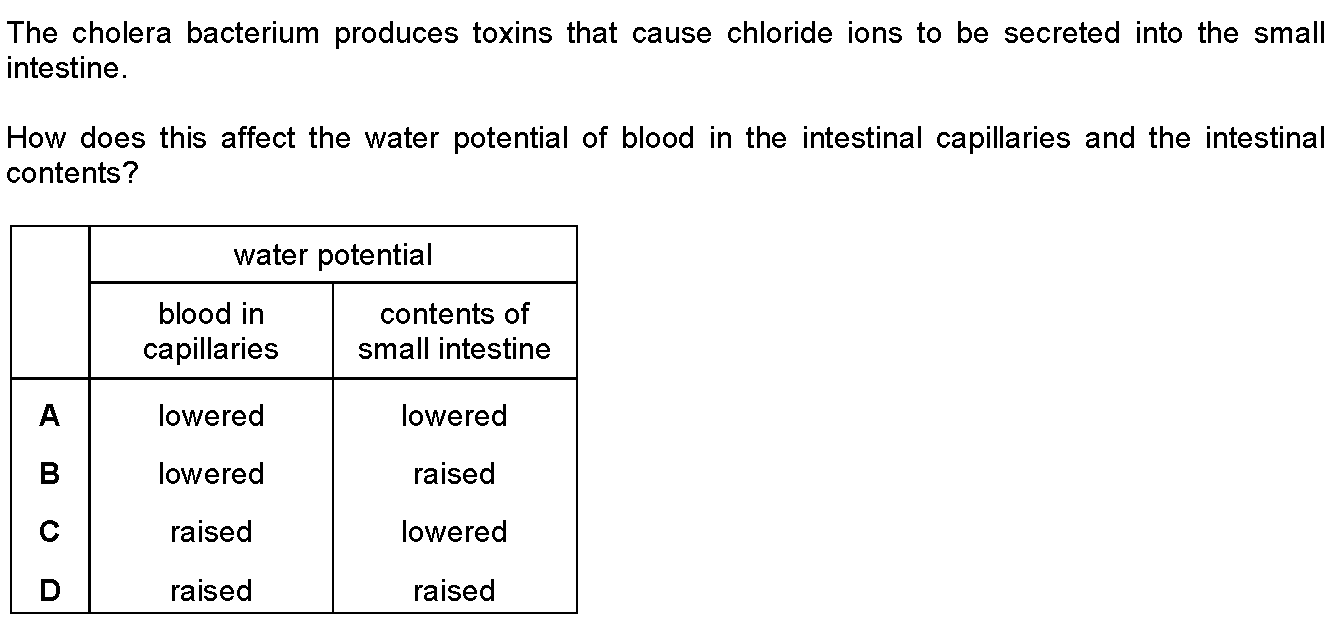 The cholera bacterium produces toxins that cause chloride ions to be secreted into the small
intestine.
How does this affect the water potential of blood in the intestinal capillaries and the intestinal
contents?
water potential
blood in capillaries contents of small intestine
A lowered lowered
B lowered raised
C raised lowered
D raised raised